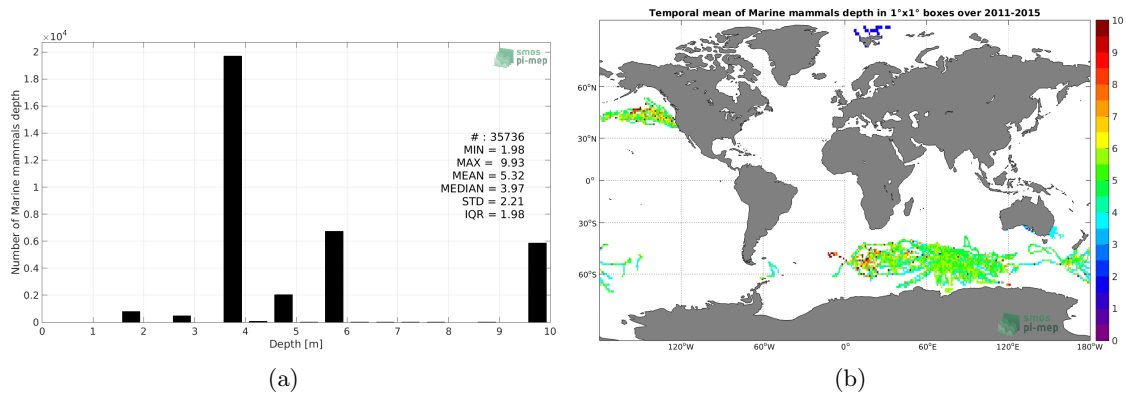 ×10⁴
2
1.8
1.6
1.4
1.2
1
0.8
0.6
0.4
0.2
0
Number of Marine mammals depth
smos
pi-mep
# : 35736
MIN = 1.98
MAX = 9.93
MEAN = 5.32
MEDIAN = 3.97
STD = 2.21
IQR = 1.98
0 1 2 3 4 5 6 7 8 9 10
Depth [m]
(a)
Temporal mean of Marine mammals depth in 1°x1° boxes over 2011-2015
60°N
30°N
0°
30°S
60°S
120°W 60°W 0° 60°E 120°E 180°W
smos
pi-mep
10
9
8
7
6
5
4
3
2
1
0
(b)